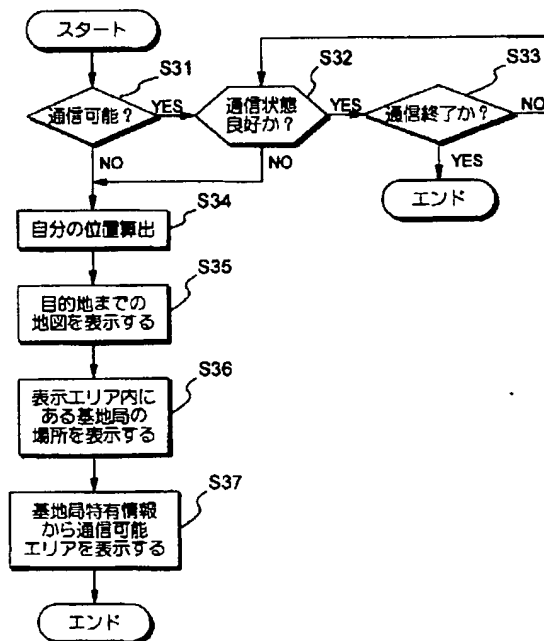 スタート
S31
通信可能？
YES
NO
S32
通信状態
良好か？
YES
NO
S33
通信終了か？
NO
YES
エンド
S34
自分の位置算出
S35
目的地までの
地図を表示する
S36
表示エリア内に
ある基地局の
場所を表示する
S37
基地局特有情報
から通信可能
エリアを表示する
エンド